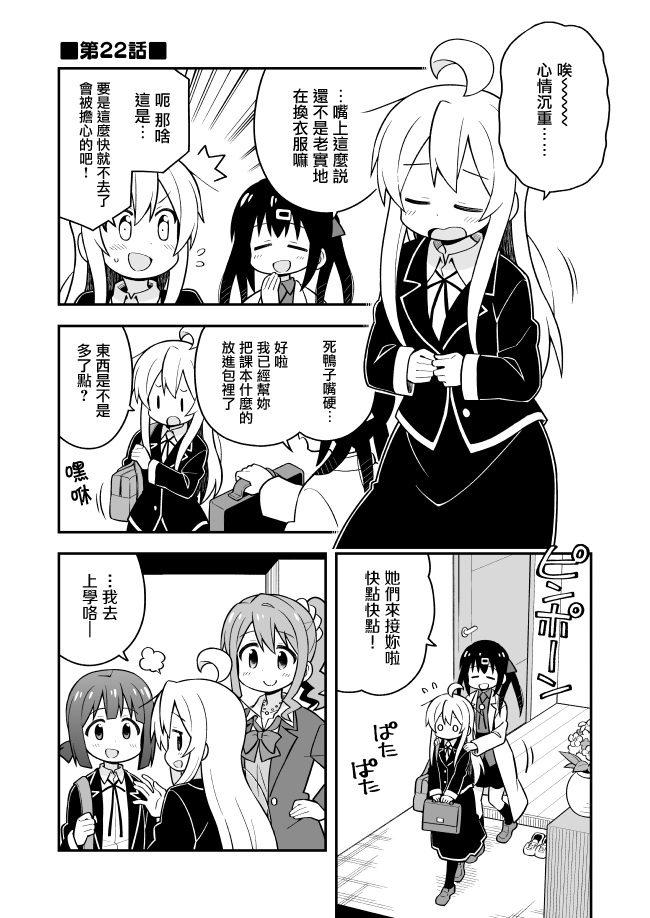 ■第22話■
唉～～～～
心情沉重……
…嘴上這麼說
還不是老實地
在換衣服嘛
呃那啥
這是…
要是這麼快就不去了
會被擔心的吧！
死鴨子硬…
好啦
我已經幫妳
把課本什麼的
放進包裡了
東西是不是
多了點？
嘿咻
ピンポーン
她們來接妳啦
快點快點！
ぱた
ぱた
…我去
上學咯—